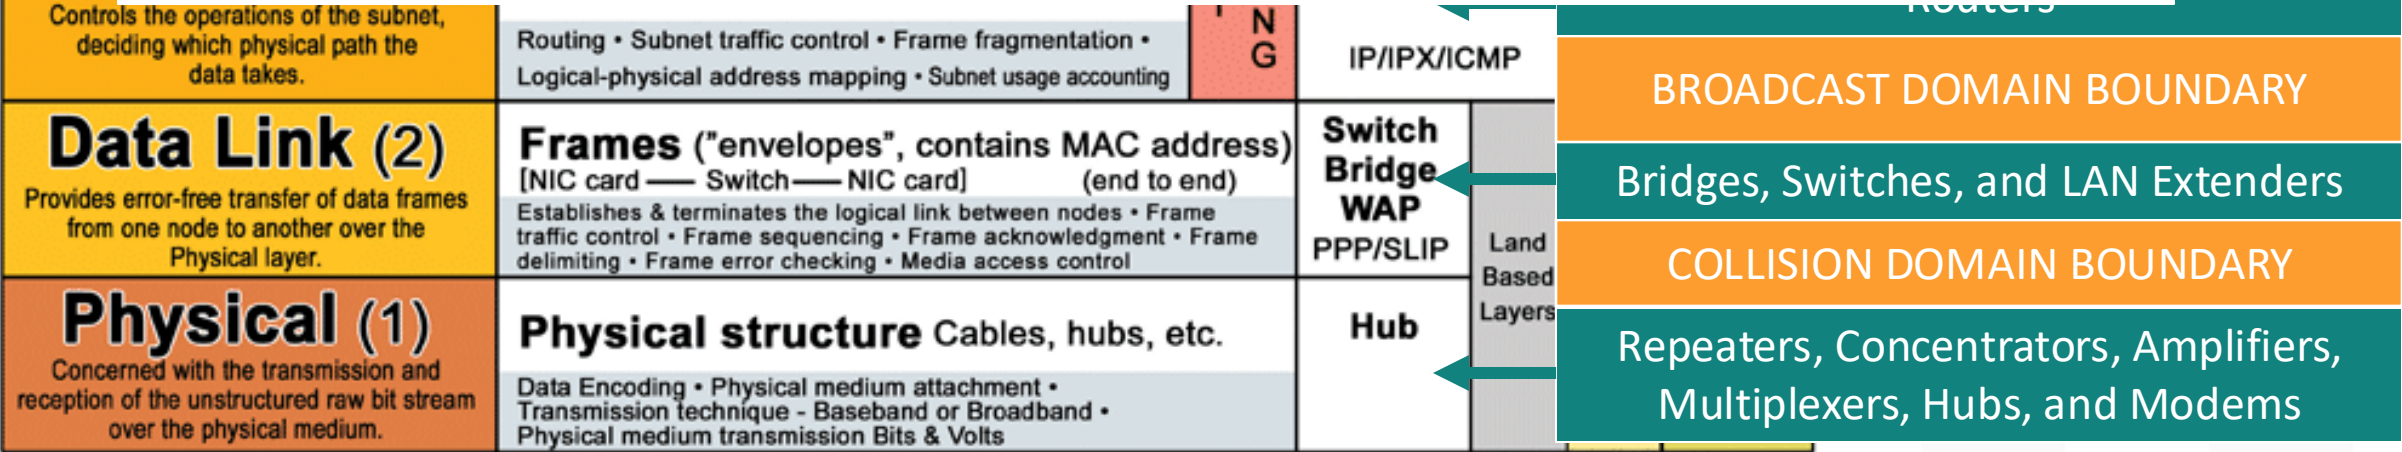 Controls the operations of the subnet,
deciding which physical path the
data takes.
Routing • Subnet traffic control • Frame fragmentation •
Logical-physical address mapping • Subnet usage accounting
N
G
IP/IPX/ICMP
Routers
BROADCAST DOMAIN BOUNDARY
Data Link (2)
Provides error-free transfer of data frames
from one node to another over the
Physical layer.
Frames ("envelopes", contains MAC address)
[NIC card — Switch — NIC card] (end to end)
Establishes & terminates the logical link between nodes • Frame
traffic control • Frame sequencing • Frame acknowledgment • Frame
delimiting • Frame error checking • Media access control
Switch
Bridge
WAP
PPP/SLIP
Land
Based
Layers
Bridges, Switches, and LAN Extenders
COLLISION DOMAIN BOUNDARY
Physical (1)
Concerned with the transmission and
reception of the unstructured raw bit stream
over the physical medium.
Physical structure Cables, hubs, etc.
Data Encoding • Physical medium attachment •
Transmission technique - Baseband or Broadband •
Physical medium transmission Bits & Volts
Hub
Repeaters, Concentrators, Amplifiers,
Multiplexers, Hubs, and Modems